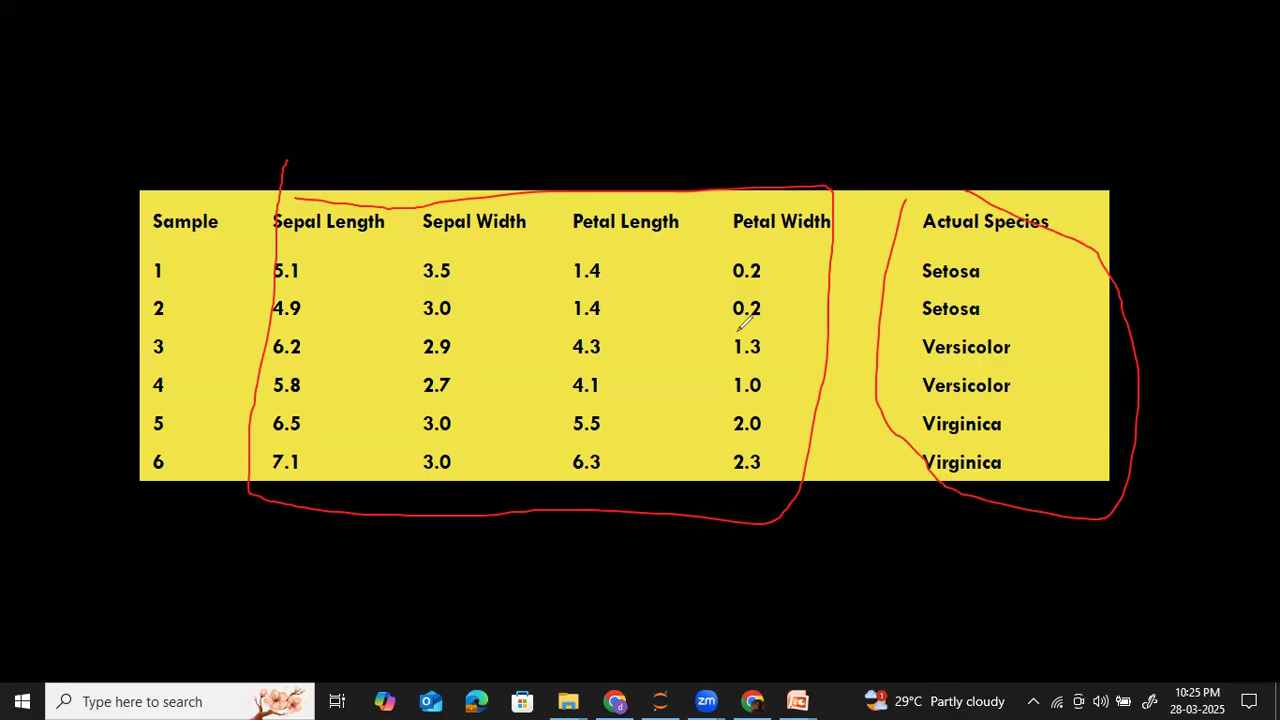 Sample Sepal Length Sepal Width Petal Length Petal Width Actual Species
1 5.1 3.5 1.4 0.2 Setosa
2 4.9 3.0 1.4 0.2 Setosa
3 6.2 2.9 4.3 1.3 Versicolor
4 5.8 2.7 4.1 1.0 Versicolor
5 6.5 3.0 5.5 2.0 Virginica
6 7.1 3.0 6.3 2.3 Virginica
Type here to search
1
29°C Partly cloudy
10:25 PM
28-03-2025